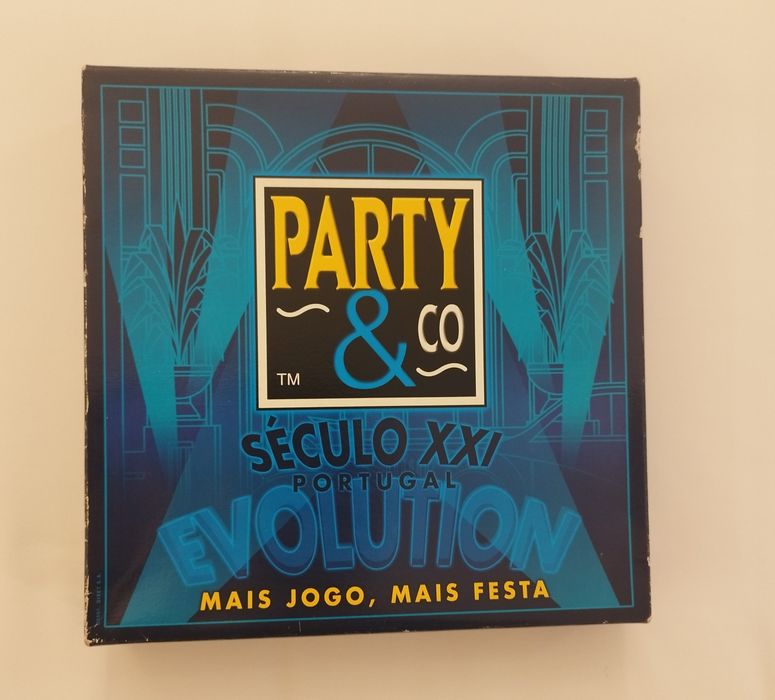 PARTY
& CO
TM
SÉCULO XXI
PORTUGAL
EVOLUTION
MAIS JOGO, MAIS FESTA